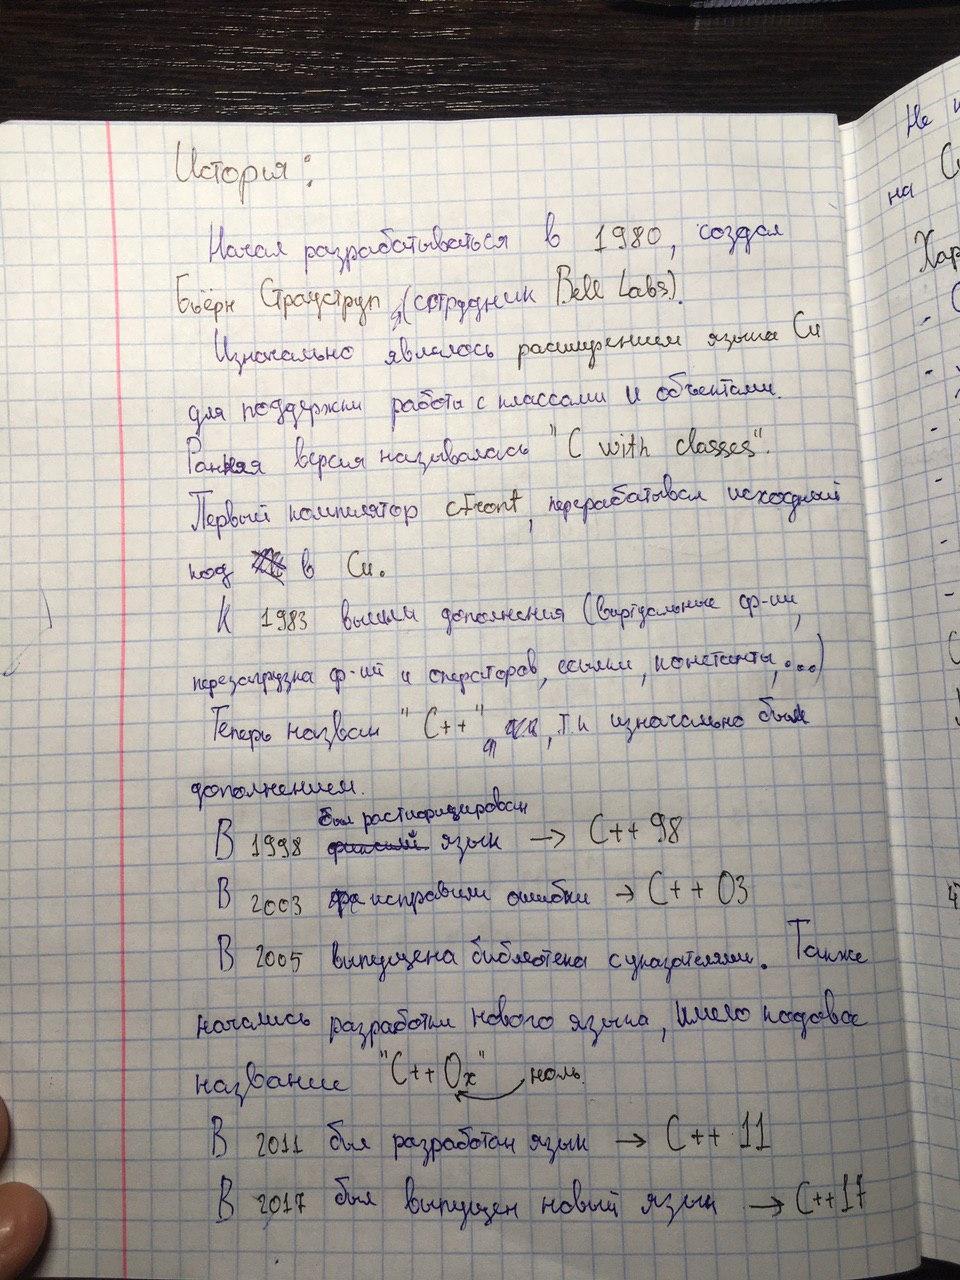 История:
Начал разрабатываться в 1980, создал
Бьёрн Страуструп (сотрудник Bell Labs).
Изначально являлось расширением языка Си
для поддержки работы с классами и объектами.
Ранняя версия называлась "C with classes".
Первый компилятор cFront, перерабатывал исходный
код в Си.
К 1983 вышли дополнения (виртуальные ф-ии,
перезагрузка ф-ий и операторов, ссылки, константы,...)
Теперь назван "C++", т.к изначально был
дополнением.
В 1998 был ратифицирован язык → C++ 98
В 2003 исправили ошибки → C++ 03
В 2005 выпущена библиотека с указателями. Также
начались разработки нового языка, имело кодовое
название "C++ 0x" ноль.
В 2011 был разработан язык → C++ 11
В 2017 был выпущен новый язык → C++17
Не
на
Хар